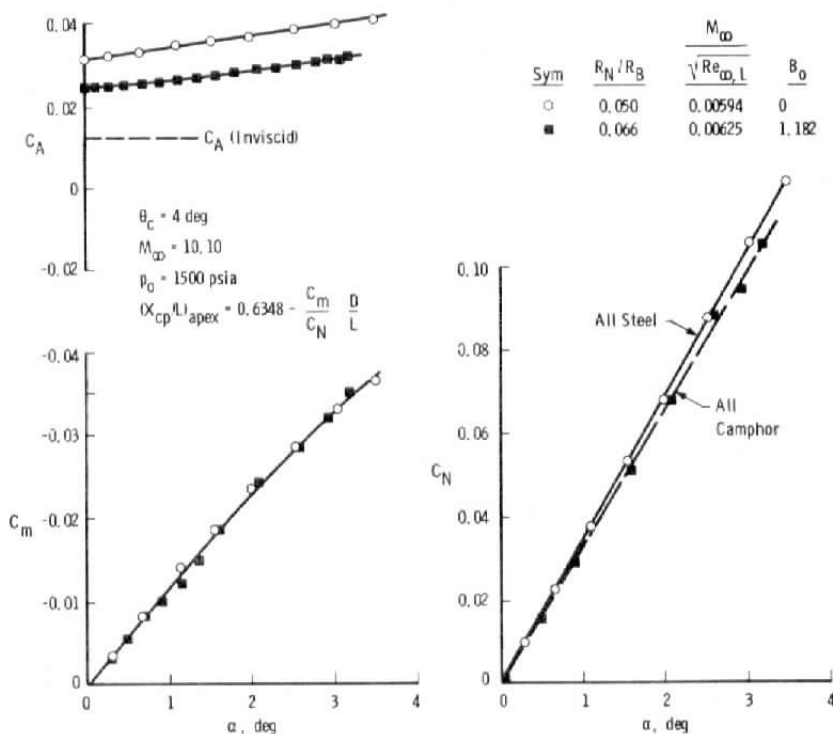 0.04
0.02
C_A
0
-0.02
C_A (Inviscid)
θ_c = 4 deg
M_∞ = 10.10
p_o = 1500 psia
(X_cp/L)_apex = 0.6348 - C_m/C_N D/L
M_∞
Sym R_N/R_B √Re_∞,L B_o
○ 0.050 0.00594 0
■ 0.066 0.00625 1.182
-0.04
-0.03
-0.02
C_m
-0.01
0
0 1 2 3 4
α, deg
0.10
0.08
0.06
C_N
0.04
0.02
0
All Steel
All
Camphor
0 1 2 3 4
α, deg